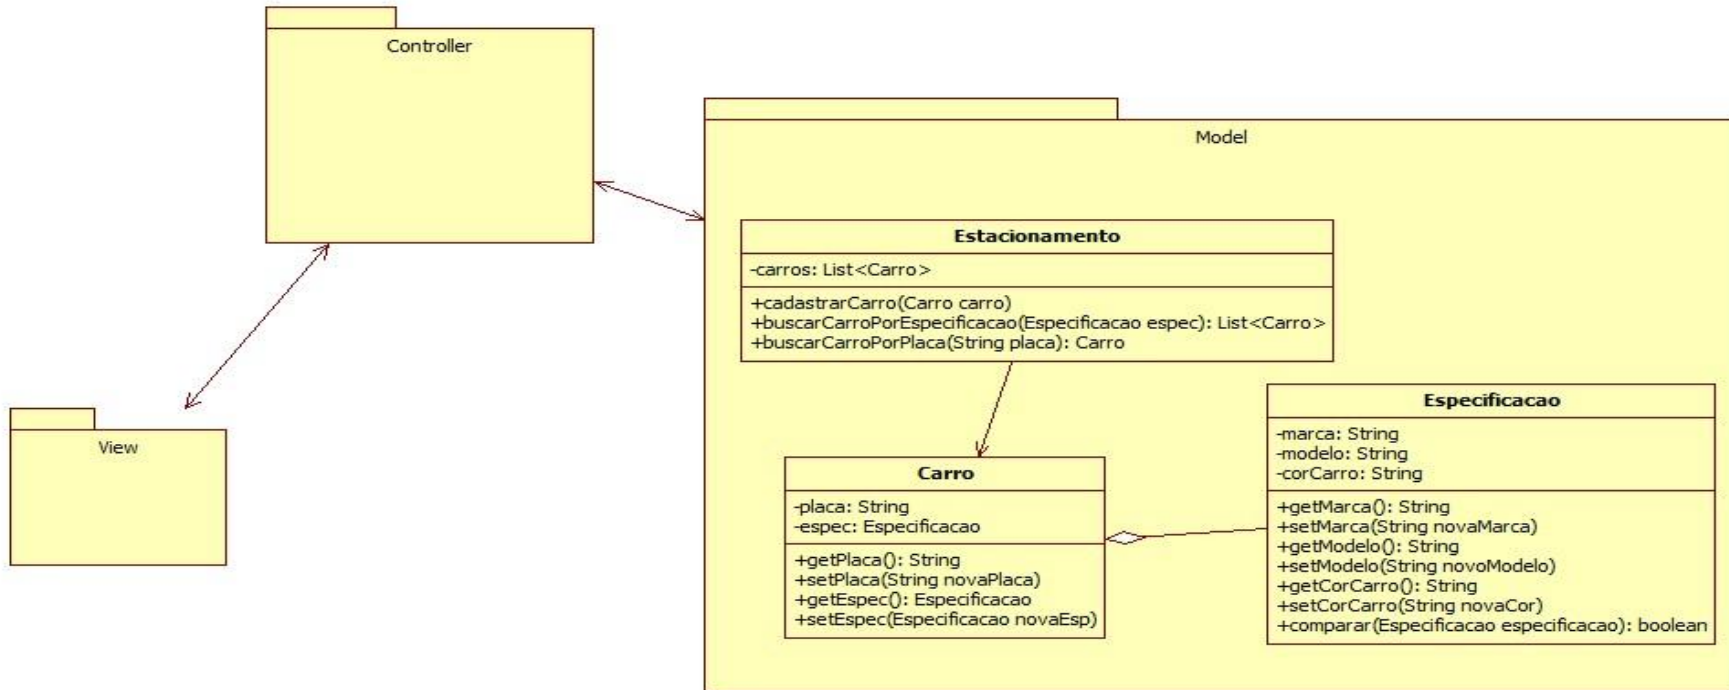 Controller
Model
Estacionamento
-carros: List<Carro>
+cadastrarCarro(Carro carro)
+buscarCarroPorEspecificacao(Especificacao espec): List<Carro>
+buscarCarroPorPlaca(String placa): Carro
View
Carro
-placa: String
-espec: Especificacao
+getPlaca(): String
+setPlaca(String novaPlaca)
+getEspec(): Especificacao
+setEspec(Especificacao novaEsp)
Especificacao
-marca: String
-modelo: String
-corCarro: String
+getMarca(): String
+setMarca(String novaMarca)
+getModelo(): String
+setModelo(String novoModelo)
+getCorCarro(): String
+setCorCarro(String novaCor)
+comparar(Especificacao especificacao): boolean